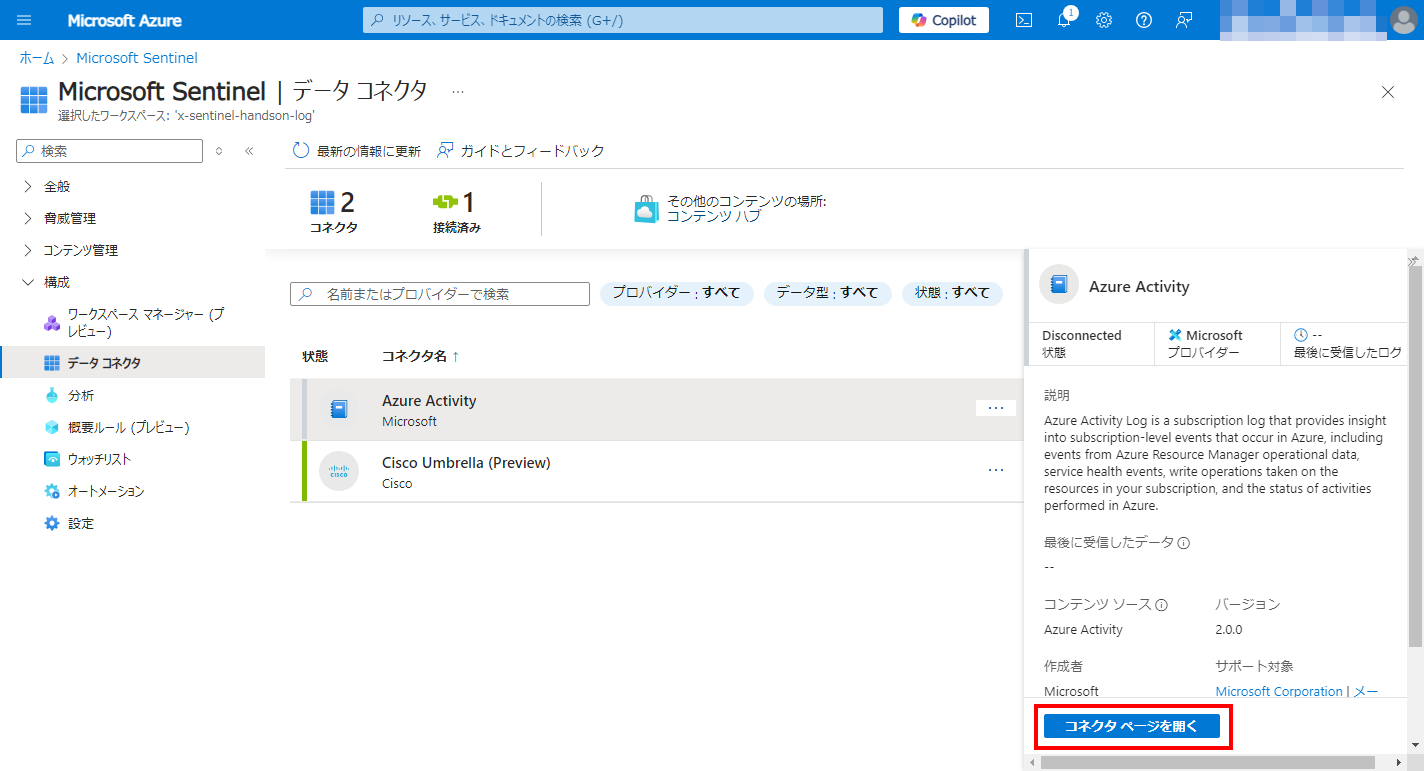 Microsoft Azure
リソース、サービス、ドキュメントの検索 (G+/)
Copilot
1
ホーム > Microsoft Sentinel
Microsoft Sentinel | データ コネクタ ...
選択したワークスペース: 'x-sentinel-handson-log'
検索
最新の情報に更新
ガイドとフィードバック
全般
脅威管理
コンテンツ管理
構成
ワークスペース マネージャー (プ
レビュー)
データ コネクタ
分析
概要ルール (プレビュー)
ウォッチリスト
オートメーション
設定
2
コネクタ
1
接続済み
その他のコンテンツの場所:
コンテンツ ハブ
名前またはプロバイダーで検索
プロバイダー : すべて
データ型 : すべて
状態 : すべて
状態
コネクタ名 ↑
Azure Activity
Microsoft
...
Cisco Umbrella (Preview)
Cisco
...
CISCO
Azure Activity
Disconnected
状態
Microsoft
プロバイダー
--
最後に受信したログ
説明
Azure Activity Log is a subscription log that provides insight
into subscription-level events that occur in Azure, including
events from Azure Resource Manager operational data,
service health events, write operations taken on the
resources in your subscription, and the status of activities
performed in Azure.
最後に受信したデータ
--
コンテンツ ソース
Azure Activity
バージョン
2.0.0
作成者
Microsoft
サポート対象
Microsoft Corporation | メー
コネクタ ページを開く